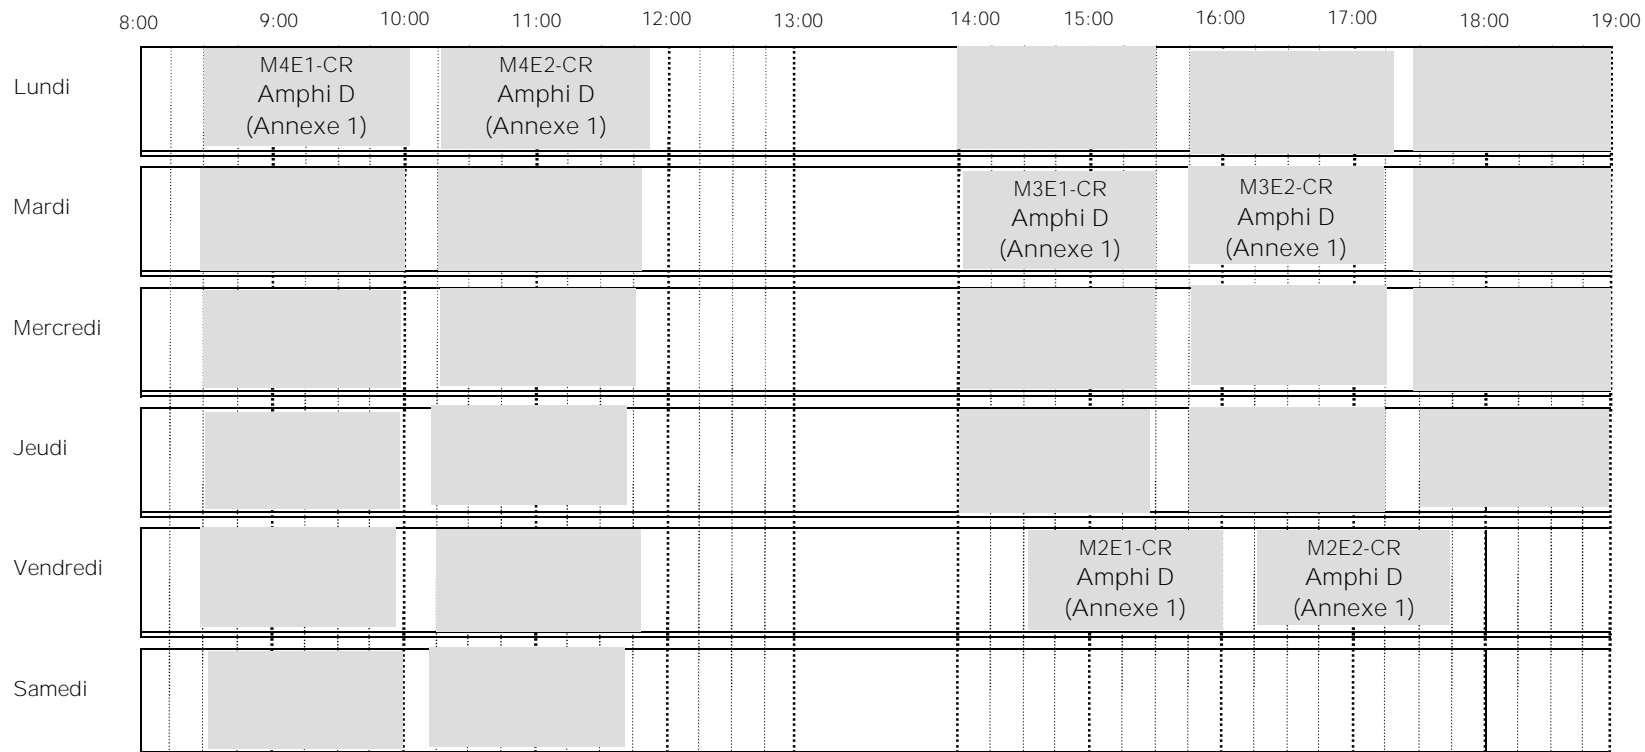 8:00 9:00 10:00 11:00 12:00 13:00 14:00 15:00 16:00 17:00 18:00 19:00
Lundi
M4E1-CR
Amphi D
(Annexe 1)
M4E2-CR
Amphi D
(Annexe 1)
Mardi
M3E1-CR
Amphi D
(Annexe 1)
M3E2-CR
Amphi D
(Annexe 1)
Mercredi
Jeudi
Vendredi
M2E1-CR
Amphi D
(Annexe 1)
M2E2-CR
Amphi D
(Annexe 1)
Samedi